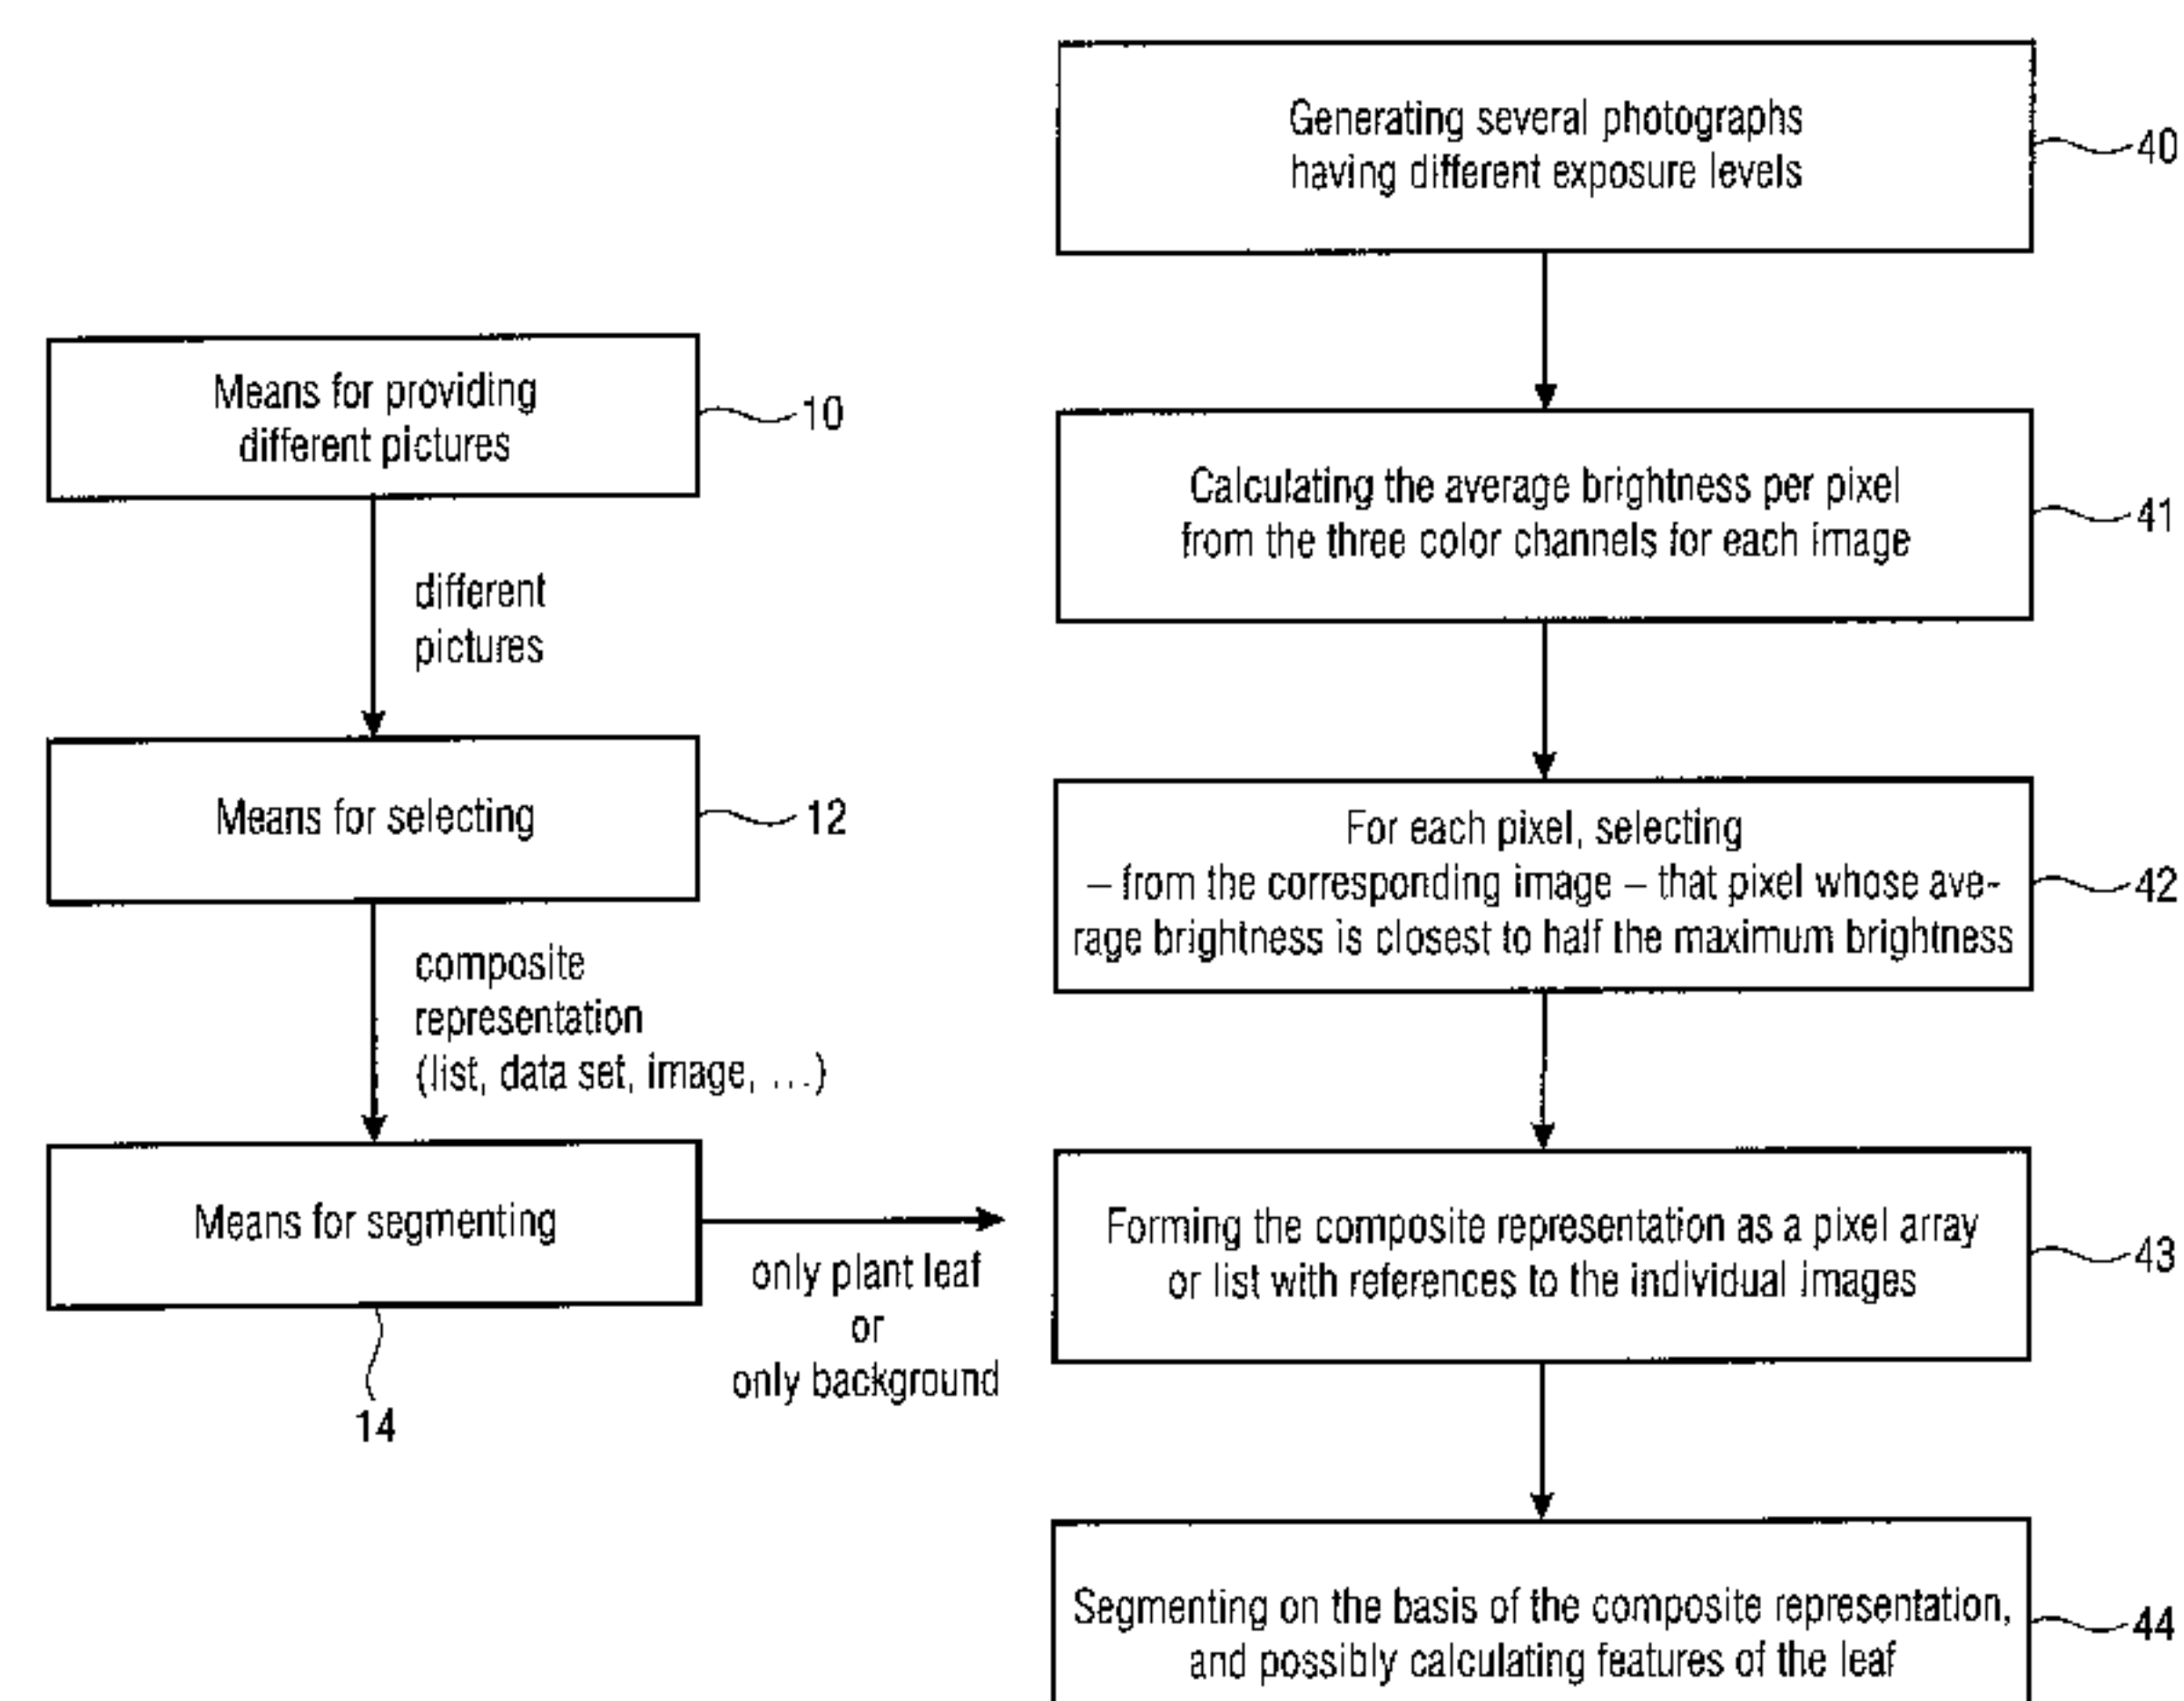 Means for providing
different pictures
10
different
pictures
Means for selecting
12
composite
representation
(list, data set, image, ...)
Means for segmenting
14
only plant leaf
or
only background
Generating several photographs
having different exposure levels
40
Calculating the average brightness per pixel
from the three color channels for each image
41
For each pixel, selecting
– from the corresponding image – that pixel whose ave-
rage brightness is closest to half the maximum brightness
42
Forming the composite representation as a pixel array
or list with references to the individual images
43
Segmenting on the basis of the composite representation,
and possibly calculating features of the leaf
44